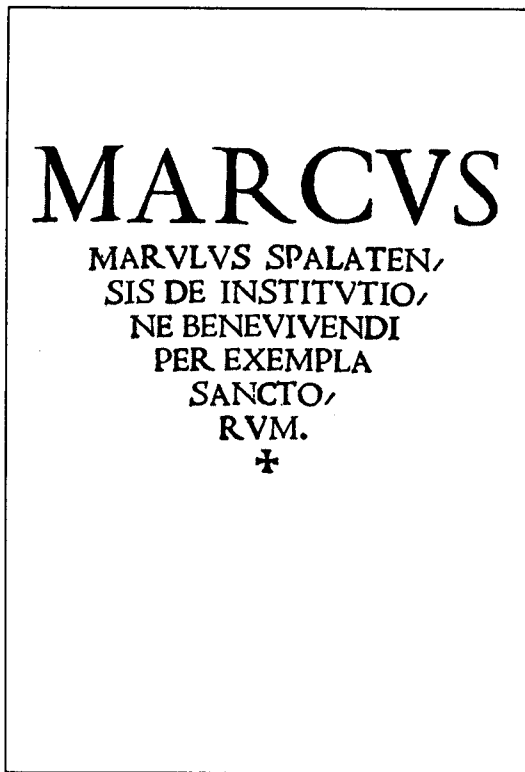 MARCVS
MARVLVS SPALATEN/
SIS DE INSTITVTIO/
NE BENEVIVENDI
PER EXEMPLA
SANCTO/
RVM.
✠